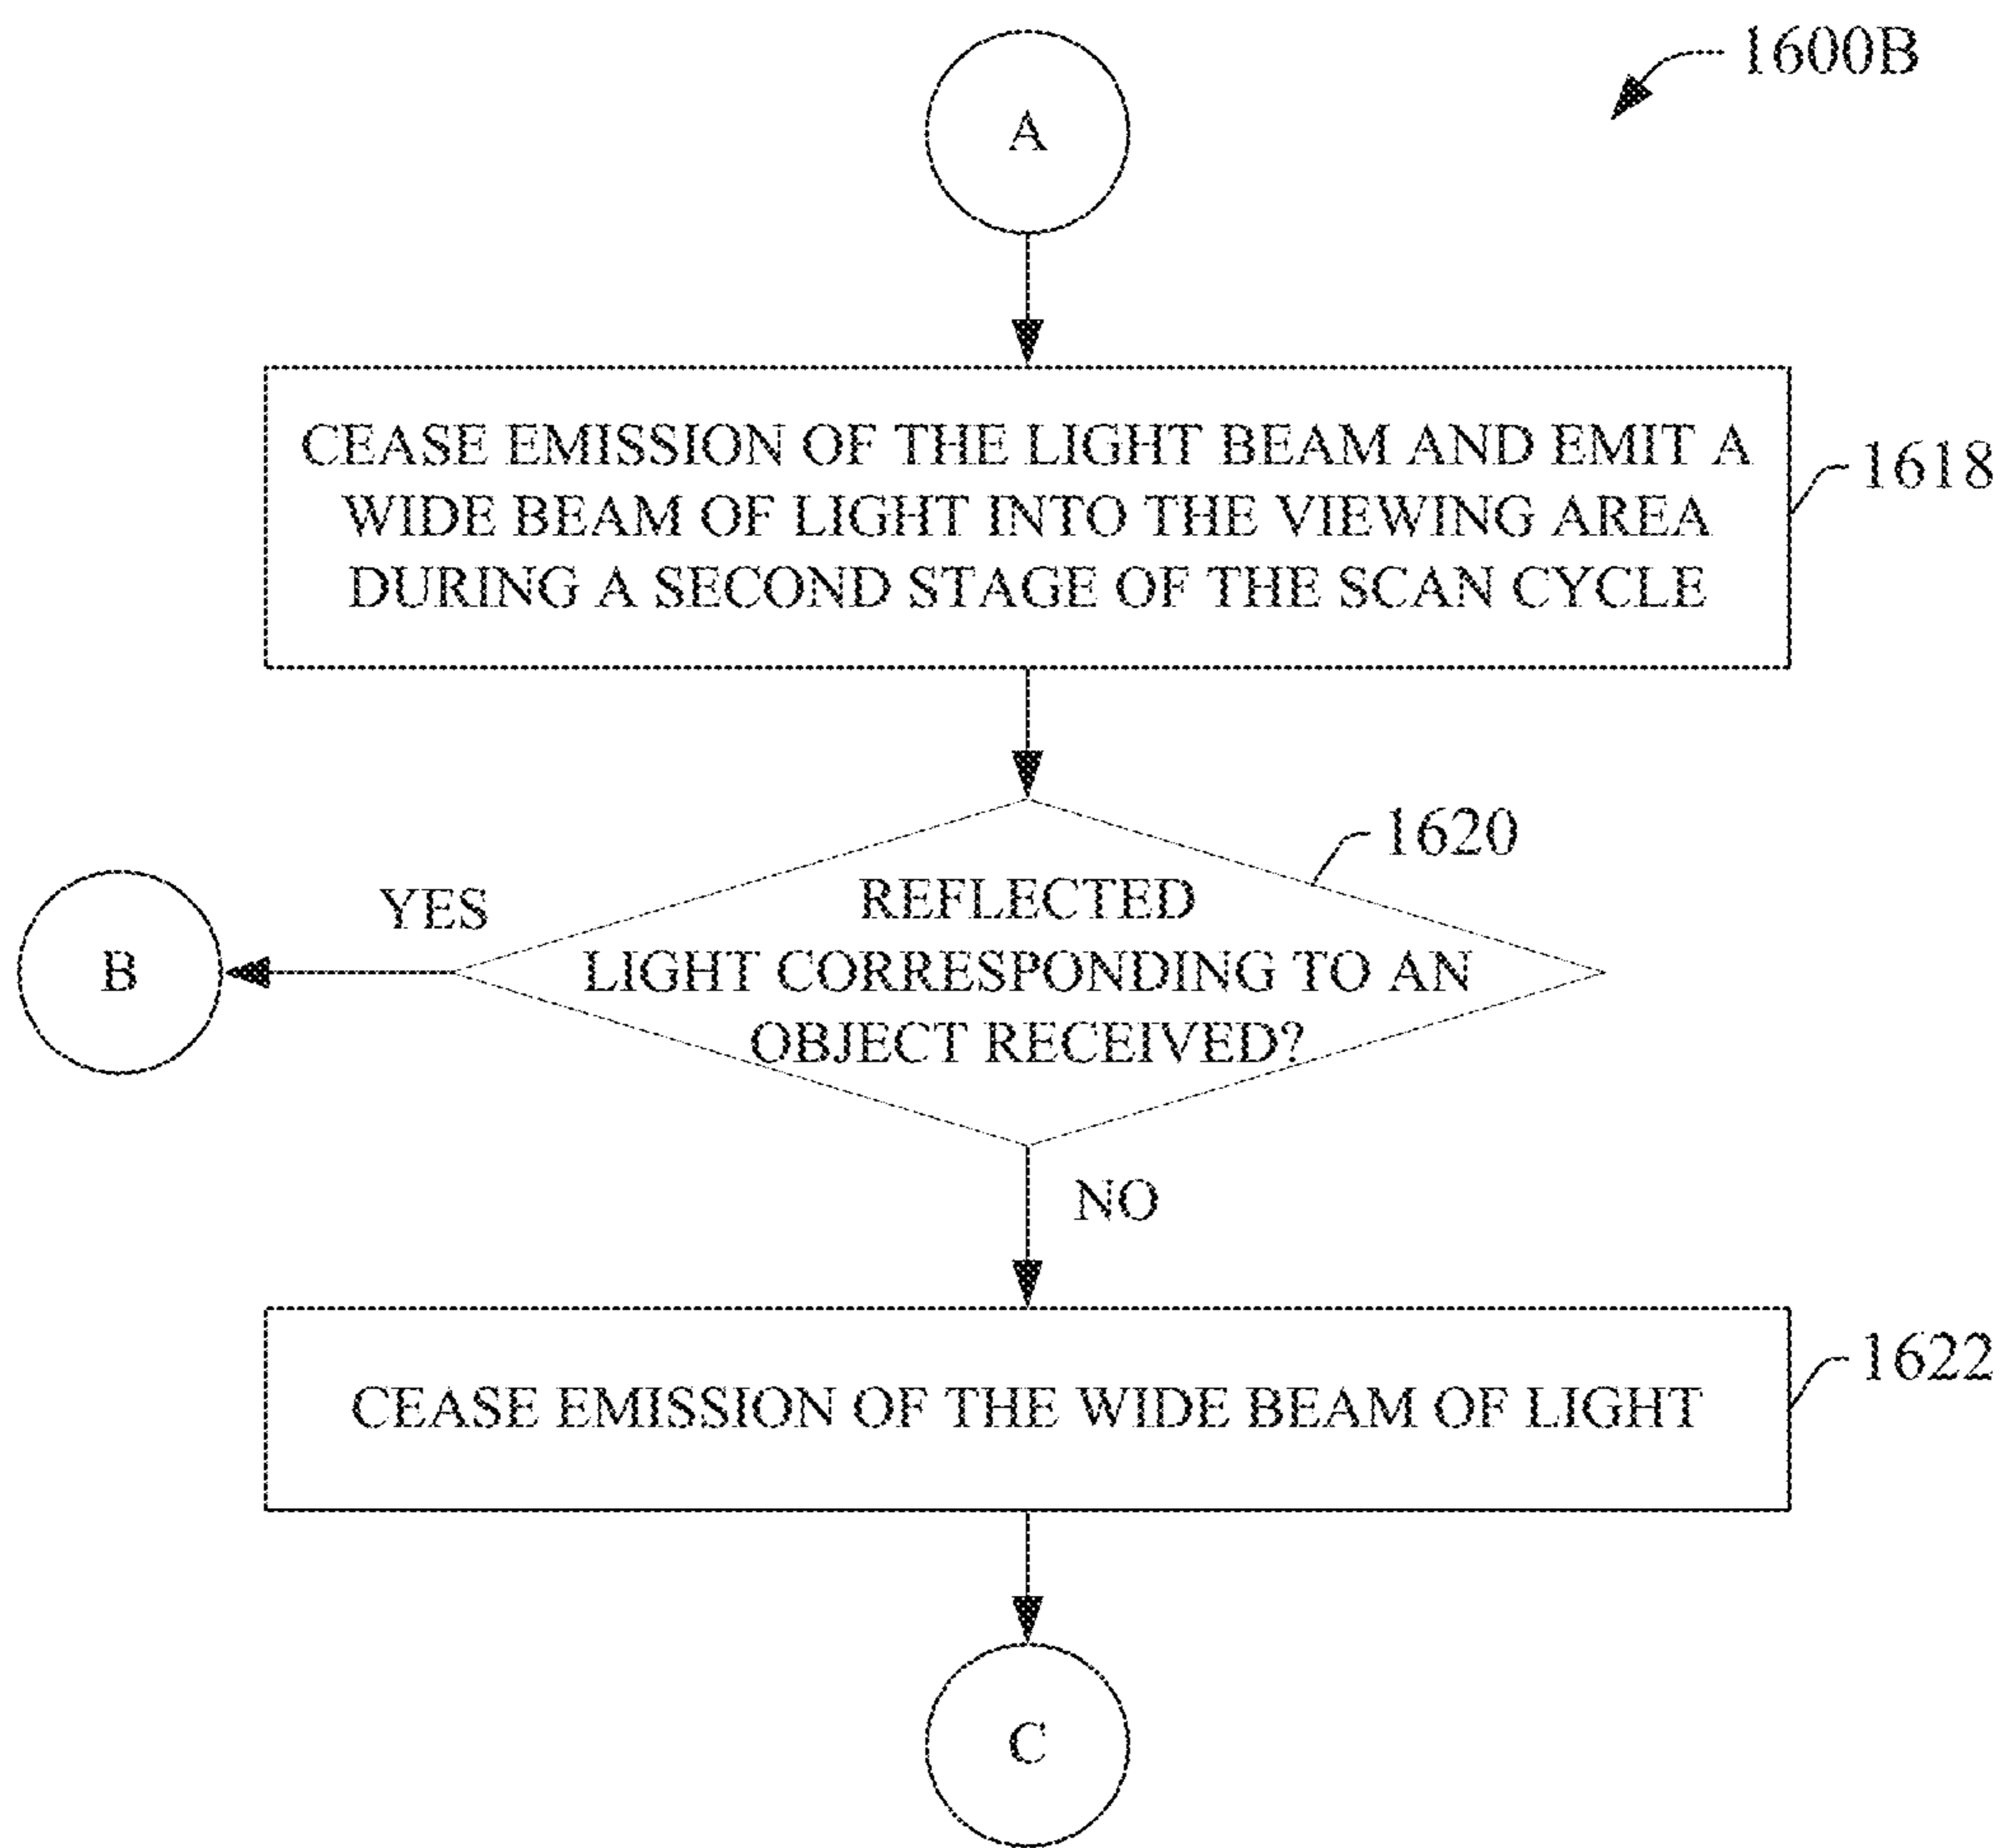 1600B
A
CEASE EMISSION OF THE LIGHT BEAM AND EMIT A
WIDE BEAM OF LIGHT INTO THE VIEWING AREA
DURING A SECOND STAGE OF THE SCAN CYCLE
1618
1620
REFLECTED
LIGHT CORRESPONDING TO AN
OBJECT RECEIVED?
YES
B
NO
CEASE EMISSION OF THE WIDE BEAM OF LIGHT
1622
C